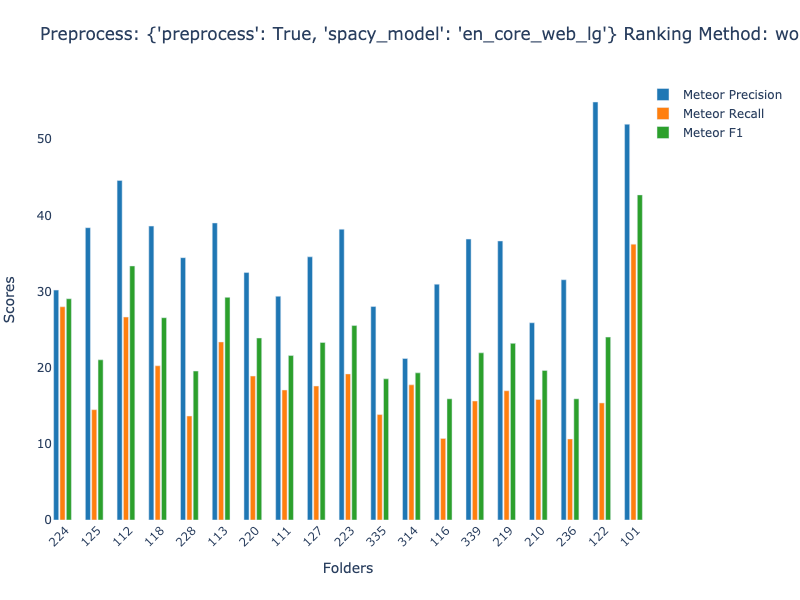 Preprocess: {'preprocess': True, 'spacy_model': 'en_core_web_lg'} Ranking Method: wo
Meteor Precision
Meteor Recall
Meteor F1
50
40
30
20
10
0
Scores
224 125 112 118 228 113 220 111 127 223 335 314 116 339 219 210 236 122 101
Folders